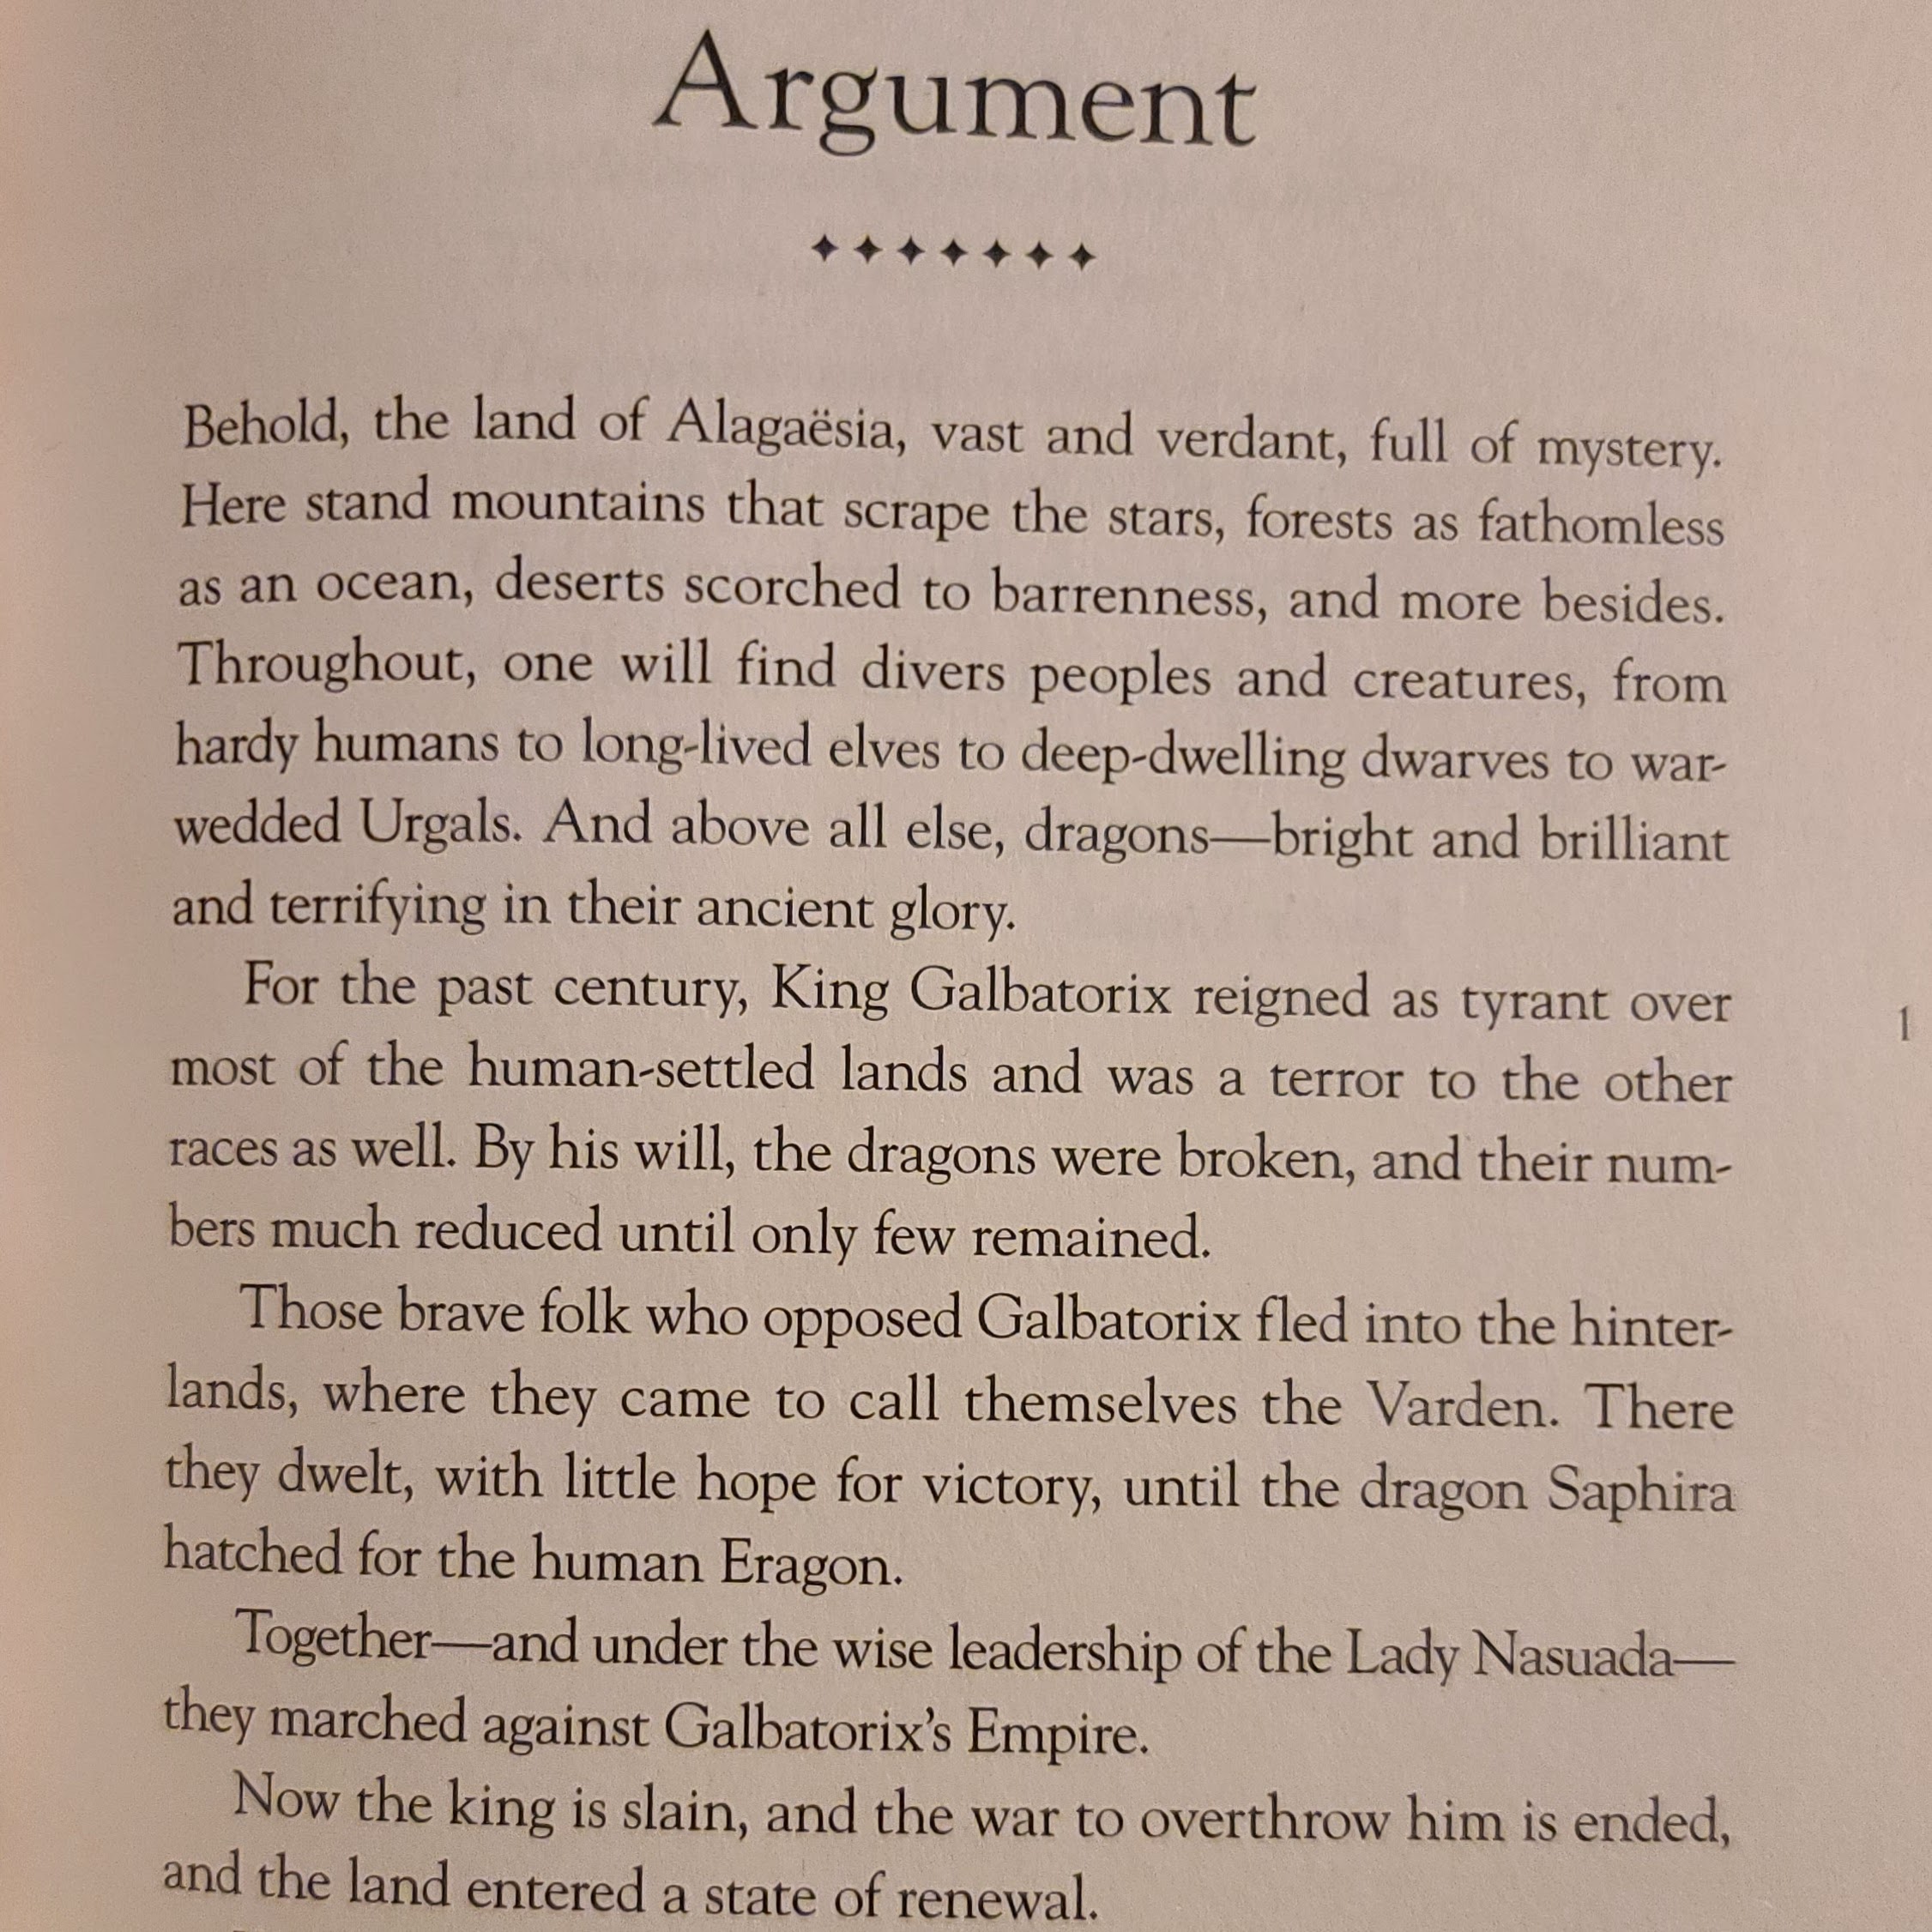 Argument
✦✦✦✦✦✦✦
Behold, the land of Alagaësia, vast and verdant, full of mystery.
Here stand mountains that scrape the stars, forests as fathomless
as an ocean, deserts scorched to barrenness, and more besides.
Throughout, one will find divers peoples and creatures, from
hardy humans to long-lived elves to deep-dwelling dwarves to war-
wedded Urgals. And above all else, dragons—bright and brilliant
and terrifying in their ancient glory.
For the past century, King Galbatorix reigned as tyrant over
most of the human-settled lands and was a terror to the other
races as well. By his will, the dragons were broken, and their num-
bers much reduced until only few remained.
Those brave folk who opposed Galbatorix fled into the hinter-
lands, where they came to call themselves the Varden. There
they dwelt, with little hope for victory, until the dragon Saphira
hatched for the human Eragon.
Together—and under the wise leadership of the Lady Nasuada—
they marched against Galbatorix's Empire.
Now the king is slain, and the war to overthrow him is ended,
and the land entered a state of renewal.
1